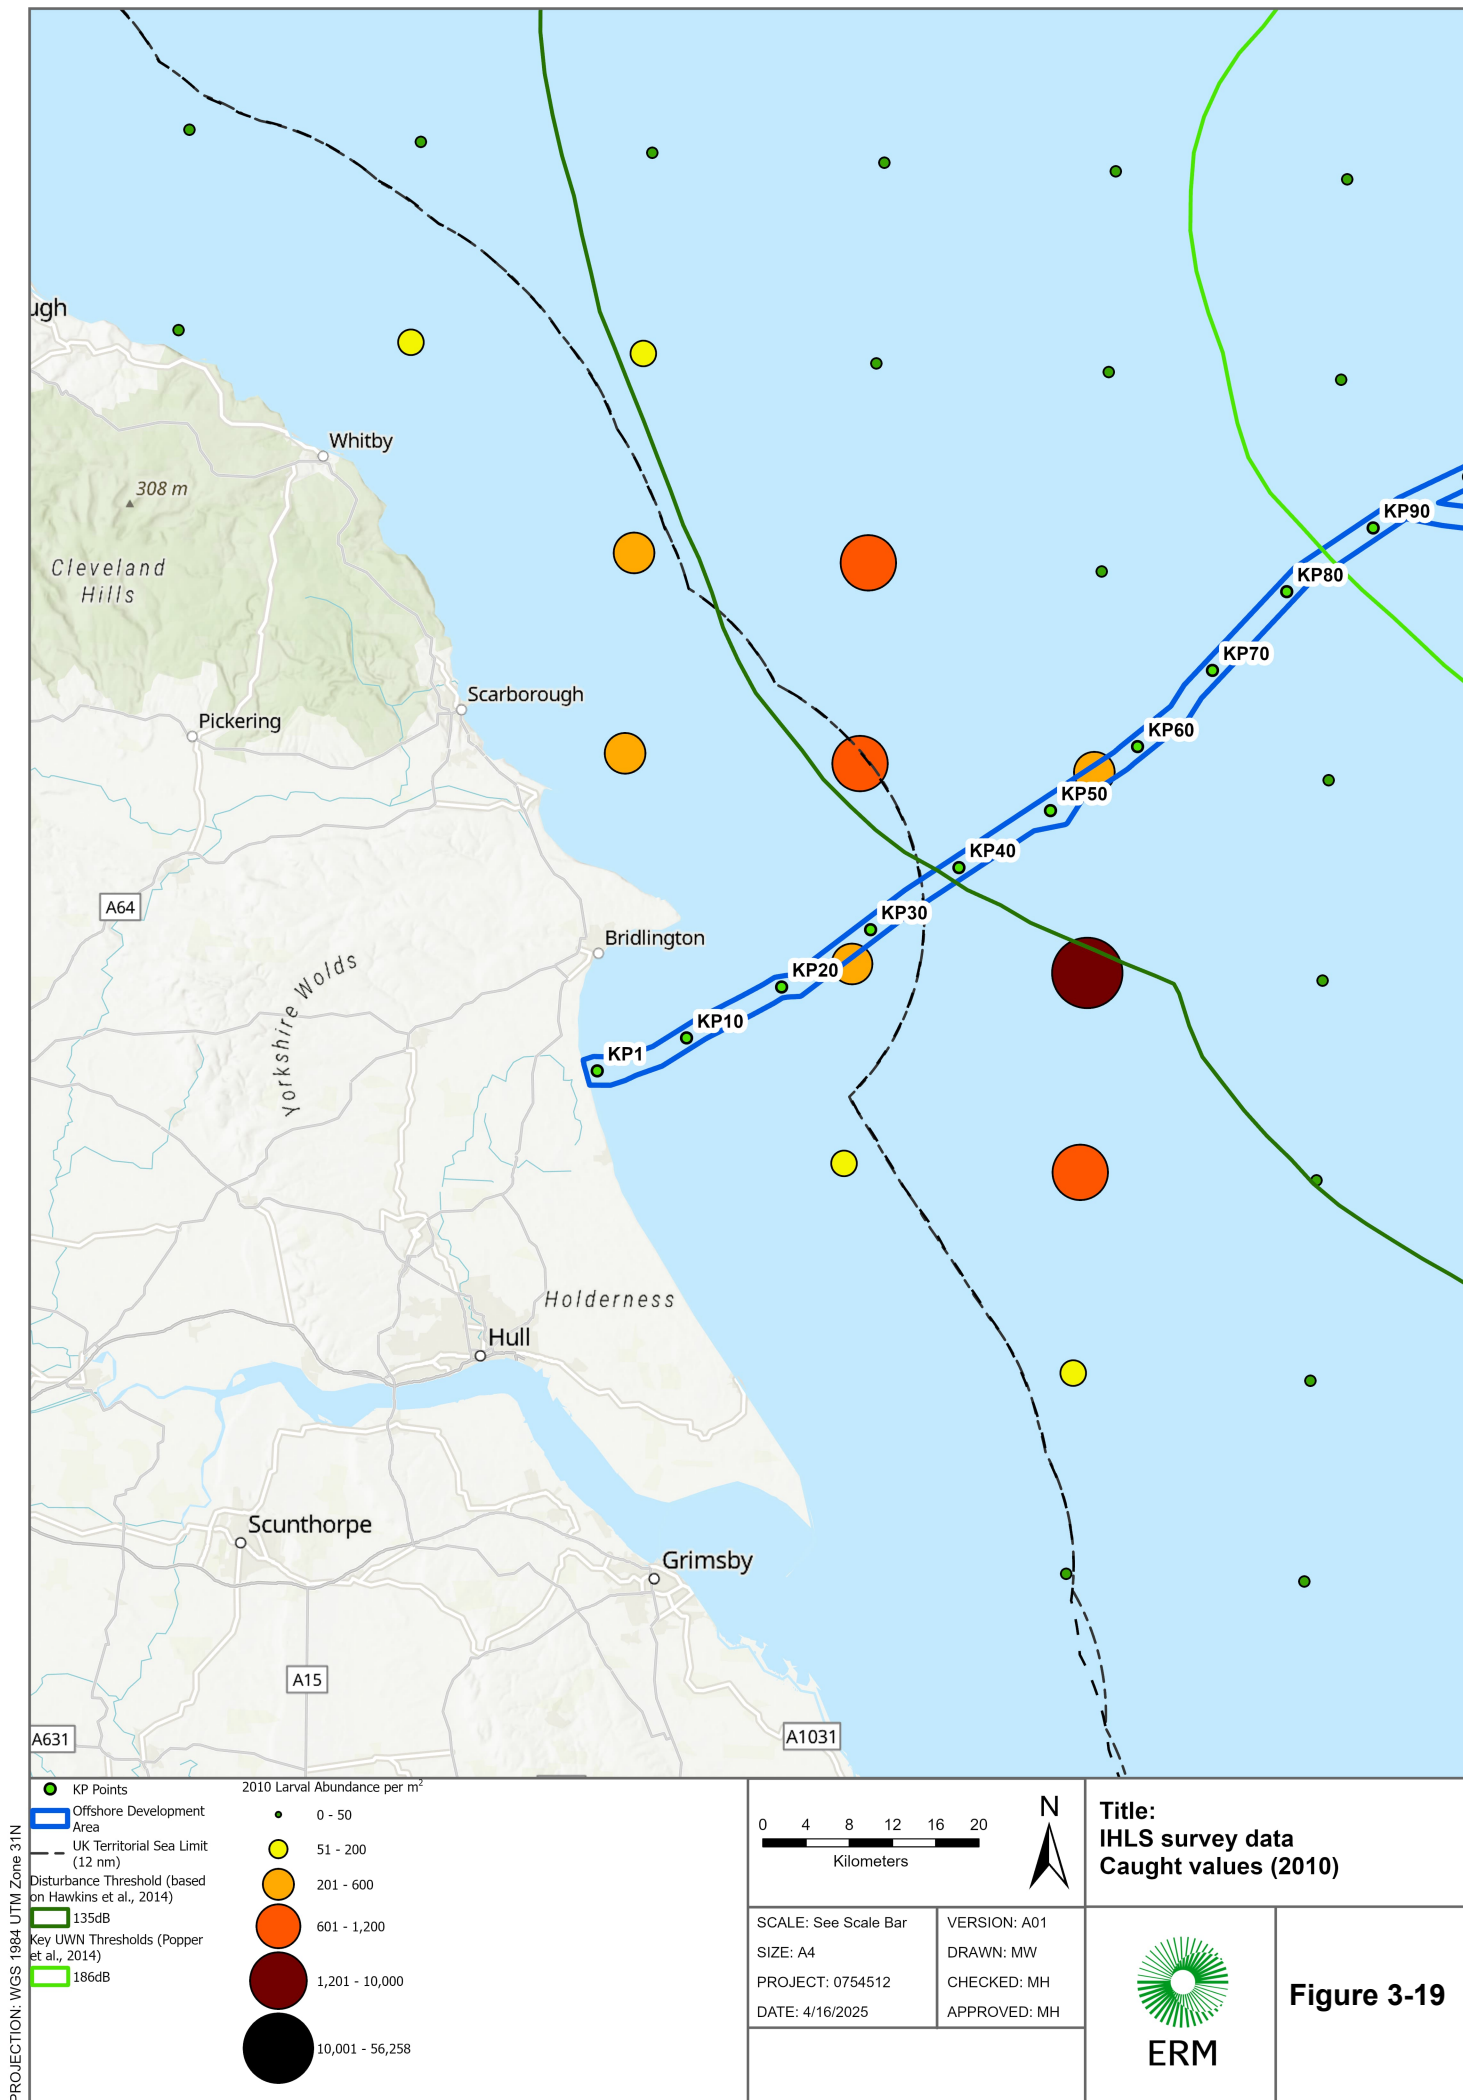 ugh
Whitby
308 m
Cleveland
Hills
KP90
KP80
KP70
Scarborough
Pickering
KP60
KP50
KP40
A64
KP30
Bridlington
Yorkshire Wolds
KP20
KP10
KP1
Holderness
Hull
Scunthorpe
Grimsby
A15
A631
A1031
PROJECTION: WGS 1984 UTM Zone 31N
KP Points
Offshore Development
Area
UK Territorial Sea Limit
(12 nm)
Disturbance Threshold (based
on Hawkins et al., 2014)
135dB
Key UWN Thresholds (Popper
et al., 2014)
186dB
2010 Larval Abundance per m²
0 - 50
51 - 200
201 - 600
601 - 1,200
1,201 - 10,000
10,001 - 56,258
0 4 8 12 16 20
Kilometers
N
Title:
IHLS survey data
Caught values (2010)
SCALE: See Scale Bar
VERSION: A01
SIZE: A4
DRAWN: MW
PROJECT: 0754512
CHECKED: MH
DATE: 4/16/2025
APPROVED: MH
ERM
Figure 3-19